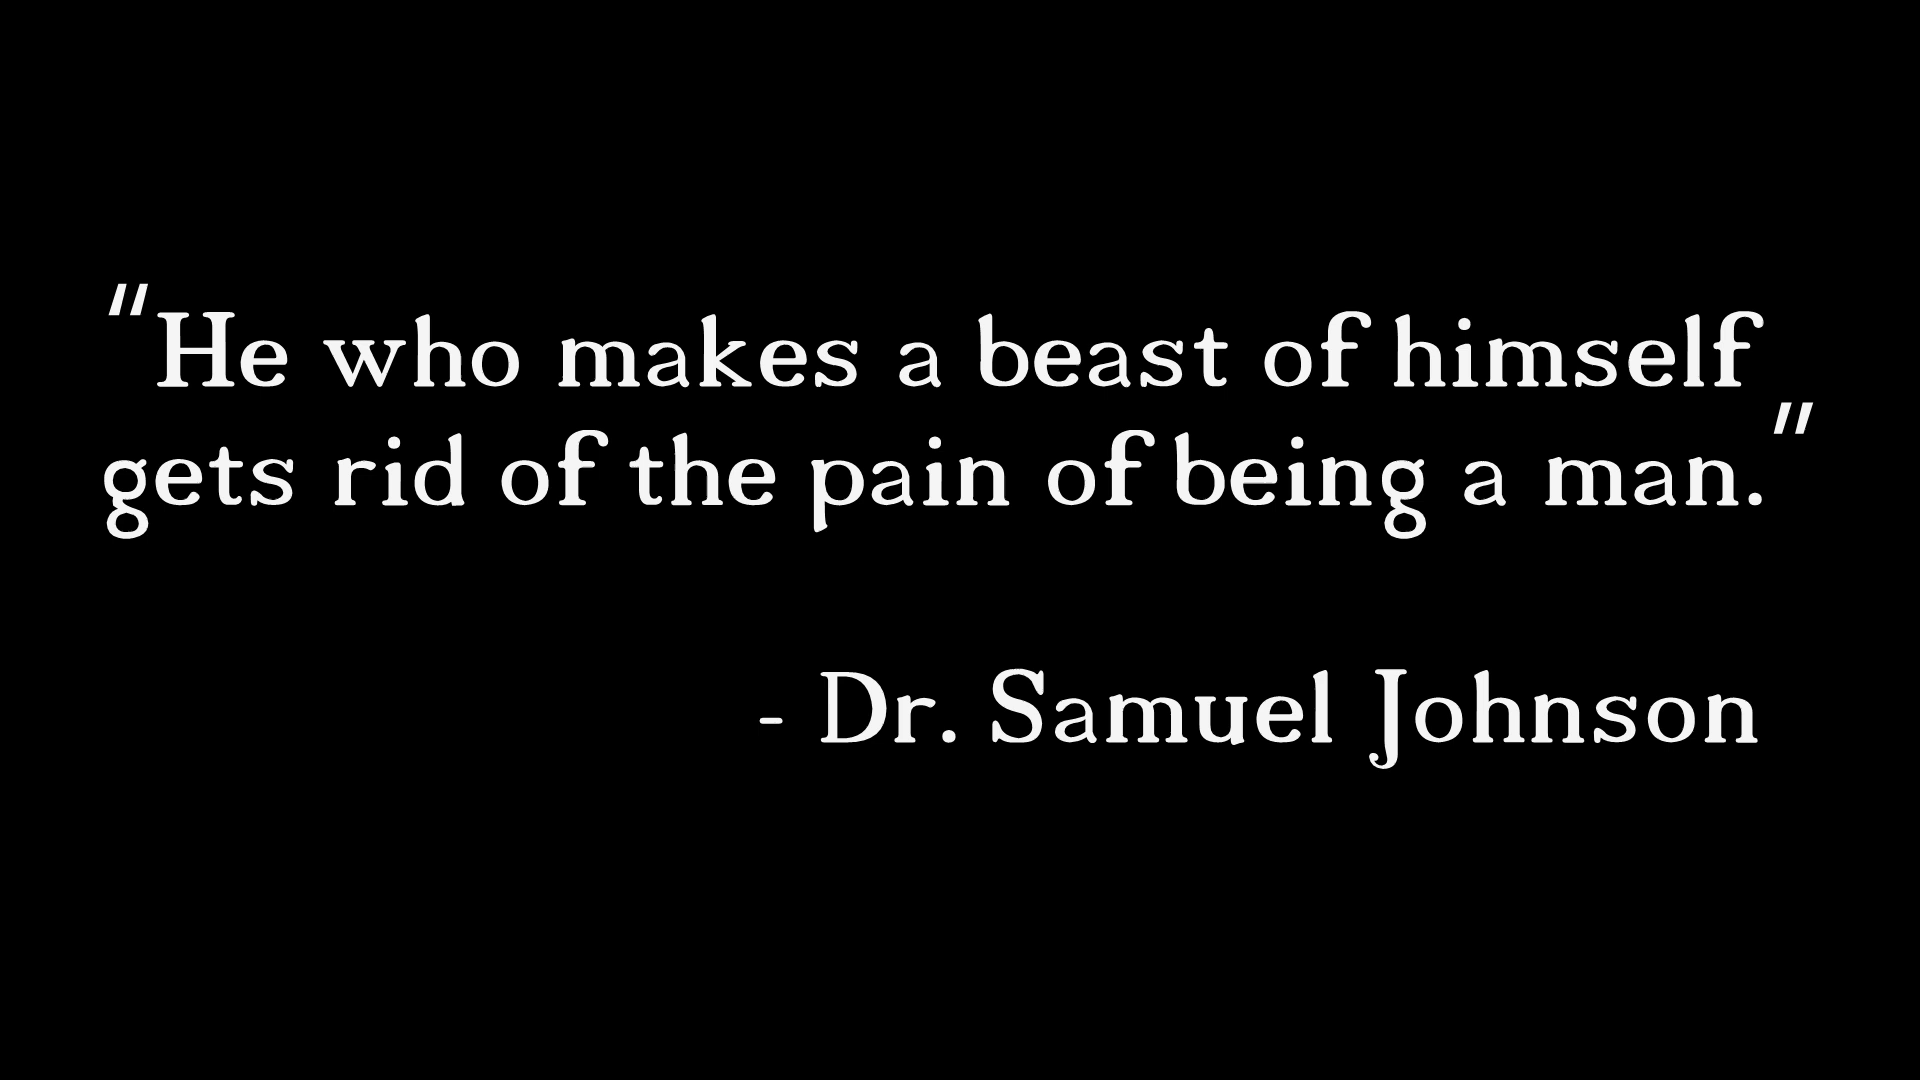 "He who makes a beast of himself
gets rid of the pain of being a man."
- Dr. Samuel Johnson